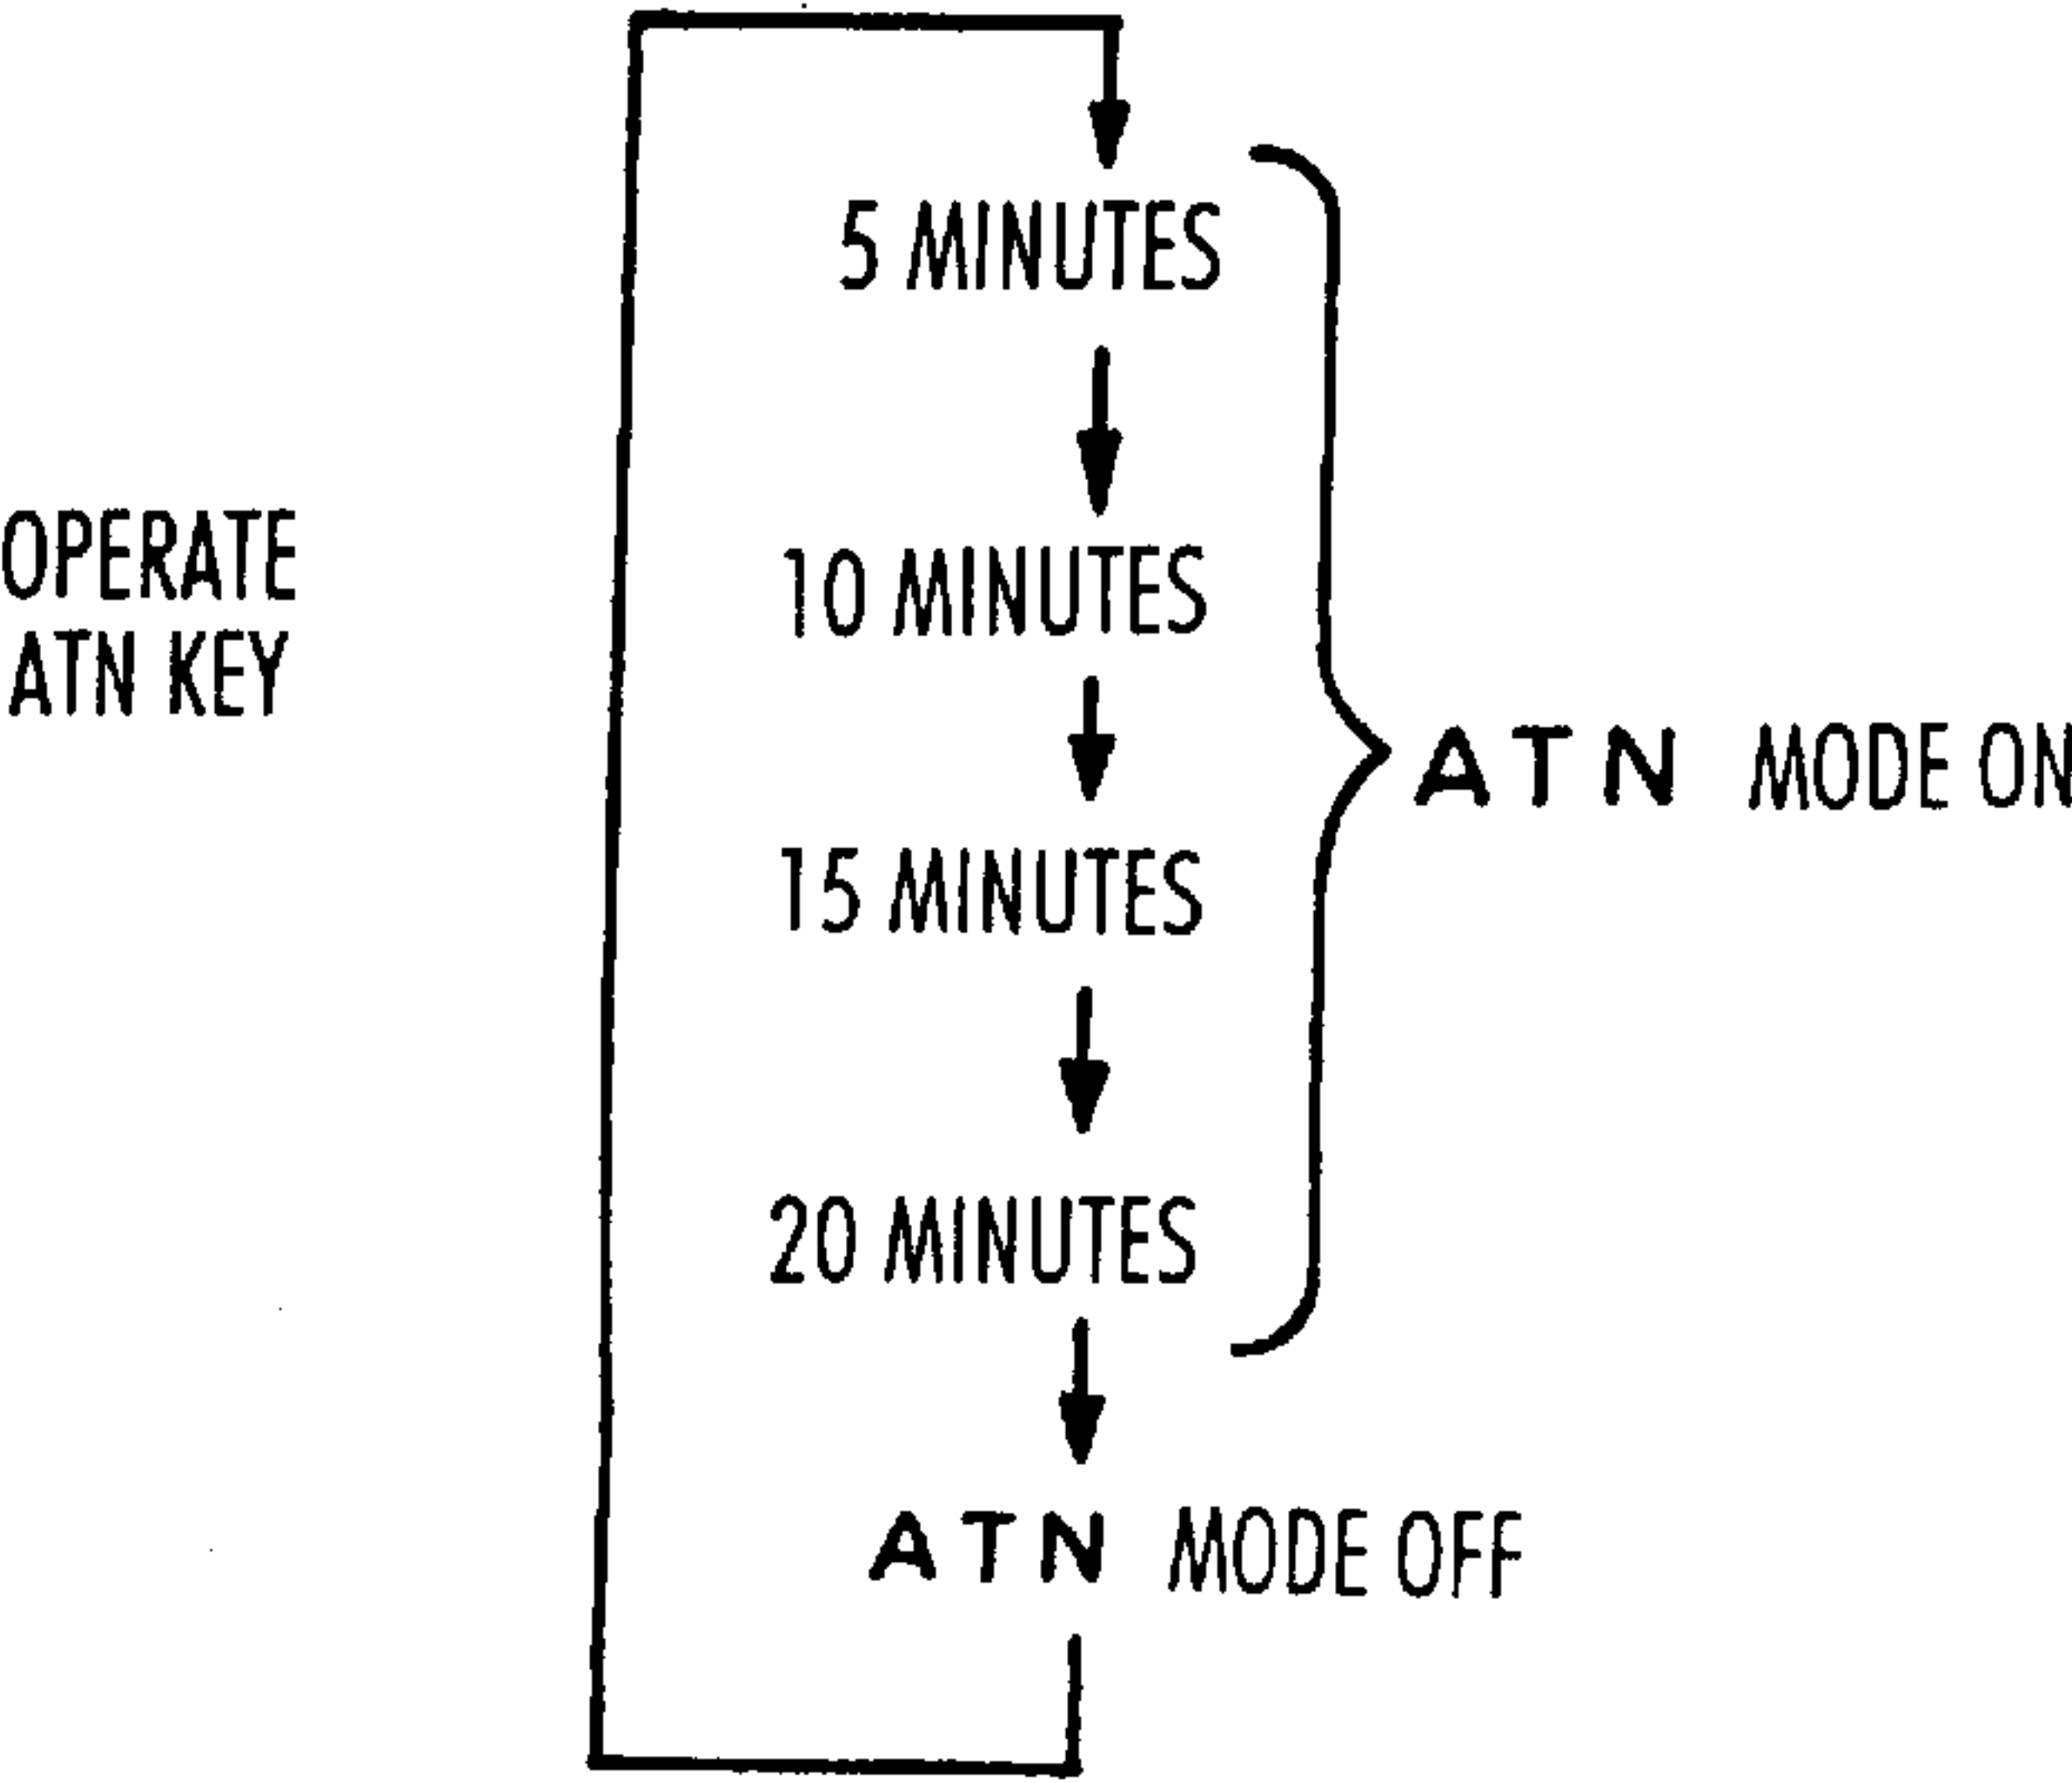 5 MINUTES
OPERATE
ATN KEY
10 MINUTES
ATN MODE ON
15 MINUTES
20 MINUTES
ATN MODE OFF